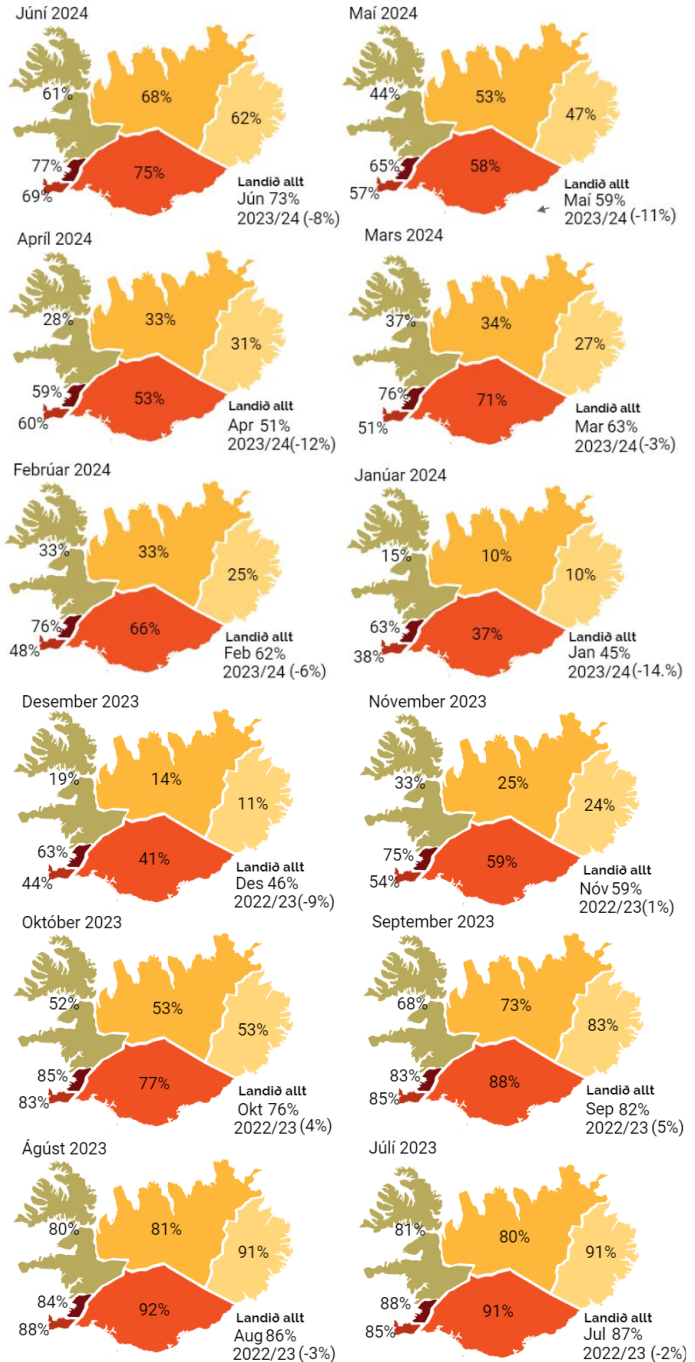 Júní 2024
61%
68%
62%
77%
75%
69%
Landið allt
Jún 73%
2023/24 (-8%)
Maí 2024
44%
53%
47%
65%
58%
57%
Landið allt
Maí 59%
2023/24 (-11%)
Apríl 2024
28%
33%
31%
59%
53%
60%
Landið allt
Apr 51%
2023/24(-12%)
Mars 2024
37%
34%
27%
76%
71%
51%
Landið allt
Mar 63%
2023/24 (-3%)
Febrúar 2024
33%
33%
25%
76%
66%
48%
Landið allt
Feb 62%
2023/24 (-6%)
Janúar 2024
15%
10%
10%
63%
37%
38%
Landið allt
Jan 45%
2023/24 (-14.%)
Desember 2023
19%
14%
11%
63%
41%
44%
Landið allt
Des 46%
2022/23(-9%)
Nóvember 2023
33%
25%
24%
75%
59%
54%
Landið allt
Nóv 59%
2022/23(1%)
Október 2023
52%
53%
53%
85%
77%
83%
Landið allt
Okt 76%
2022/23 (4%)
September 2023
68%
73%
83%
83%
88%
85%
Landið allt
Sep 82%
2022/23 (5%)
Ágúst 2023
80%
81%
91%
84%
92%
88%
Landið allt
Aug 86%
2022/23 (-3%)
Júlí 2023
81%
80%
91%
88%
91%
85%
Landið allt
Jul 87%
2022/23 (-2%)